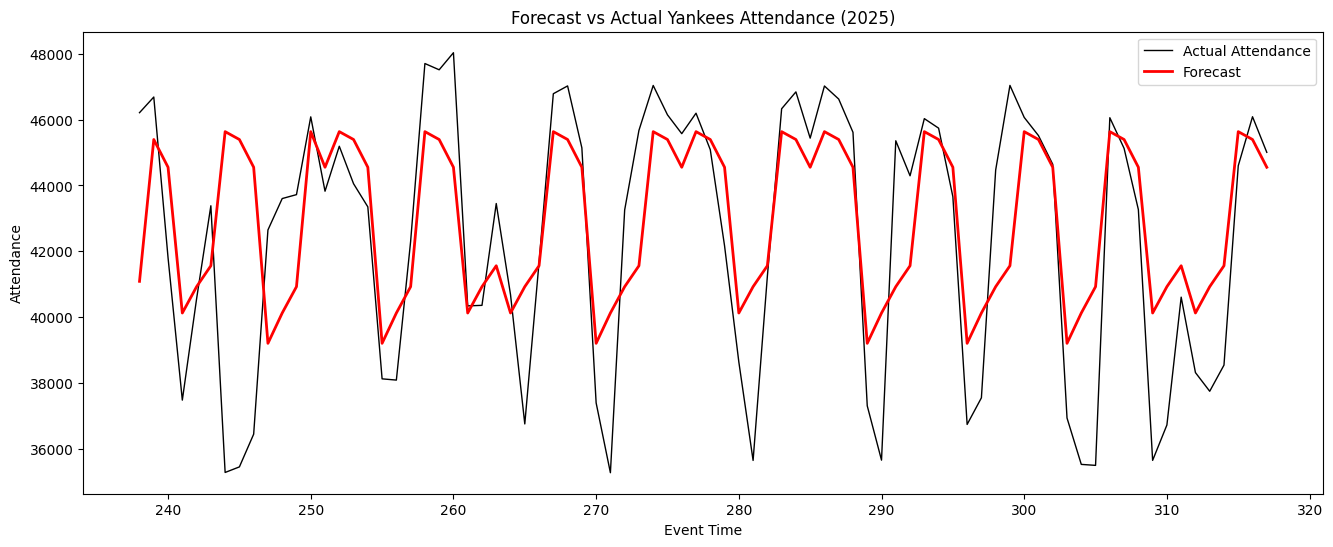 Forecast vs Actual Yankees Attendance (2025)
Actual Attendance
Forecast
48000
46000
44000
42000
40000
38000
36000
Attendance
240 250 260 270 280 290 300 310 320
Event Time